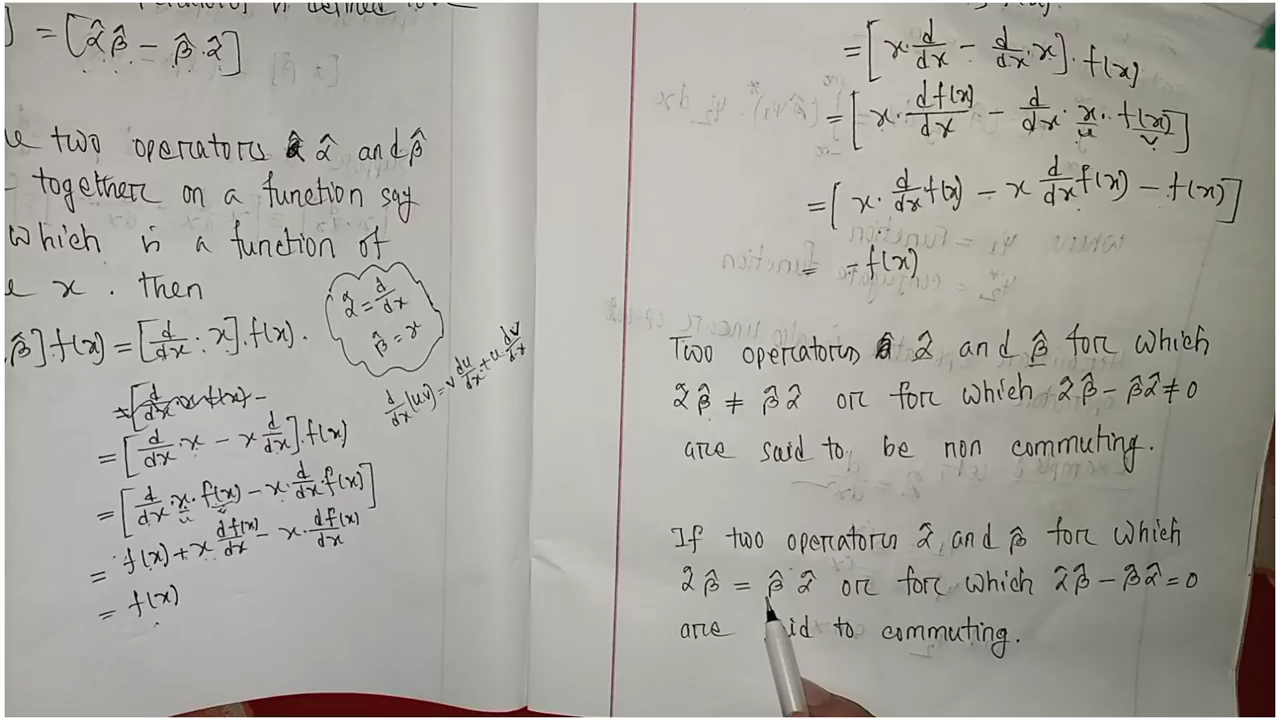 ] = [α̂β̂ − β̂.α̂]
two operators α̂ and β̂
together on a function say
which is a function of
x. then
β̂].f(x) = [d/dx : x].f(x).
α̂ = d/dx
β̂ = x
d/dx(uv) = v du/dx + u dv/dx
= [d/dx.x − x d/dx].f(x)
= [d/dx.x.f(x) − x.d/dx.f(x)]
u v
= f(x) + x df(x)/dx − x.df(x)/dx
= f(x)
= [x.d/dx − d/dx.x].f(x)
= [x.df(x)/dx − d/dx.x.f(x)]
u v
= [x.d/dx f(x) − x d/dx f(x) − f(x)]
= −f(x)
Two operators α̂ and β̂ for which
α̂β̂ ≠ β̂α̂ or for which α̂β̂ − β̂α̂ ≠ 0
are said to be non commuting.
If two operators α̂, and β̂ for which
α̂β̂ = β̂α̂ or for which α̂β̂ − β̂α̂ = 0
are said to commuting.